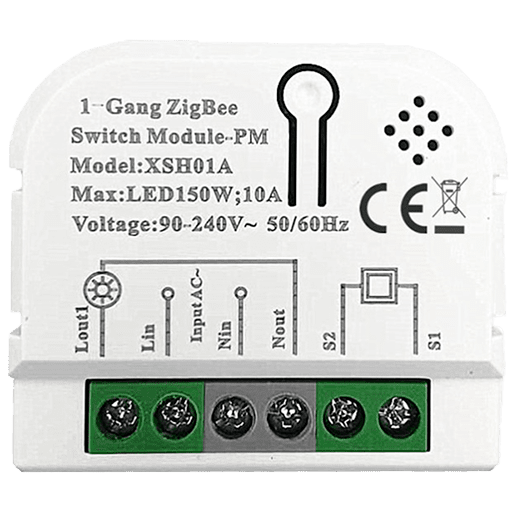 1-Gang ZigBee
Switch Module-PM
Model:XSH01A
Max:LED150W;10A
Voltage:90-240V~ 50/60Hz
CE
Lout1
Lin
InputAC~
Nin
Nout
S2
S1